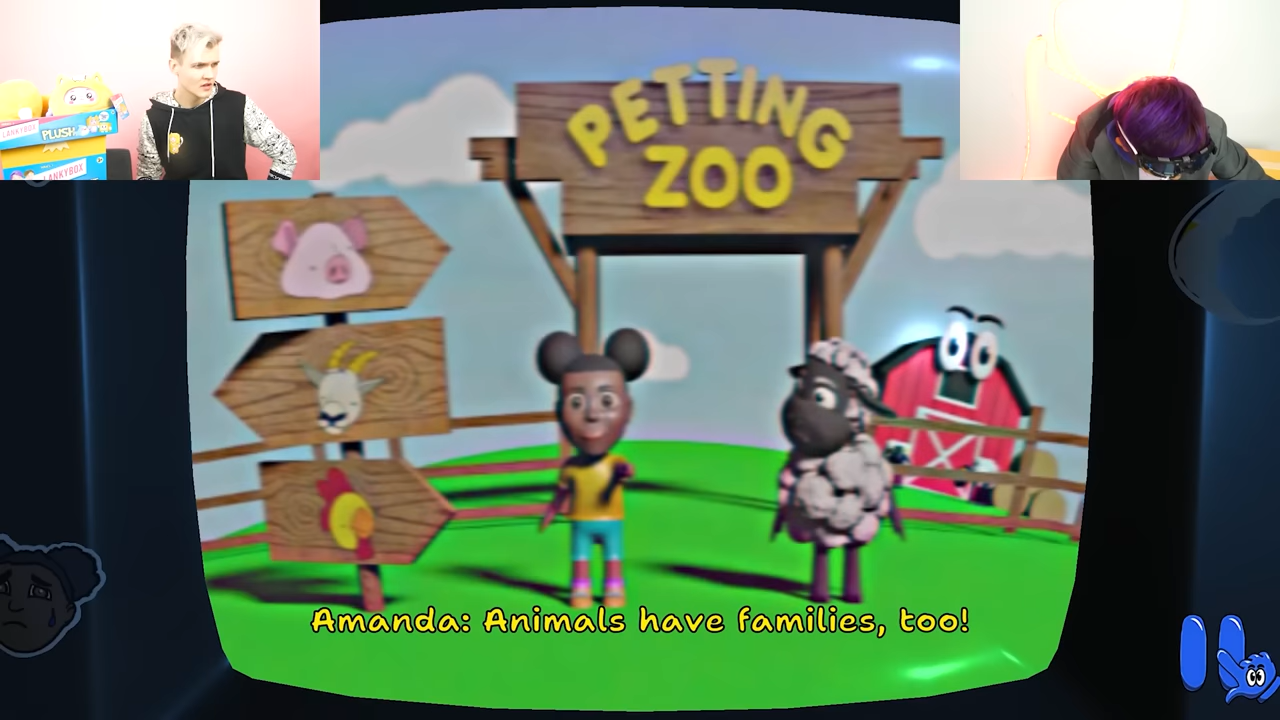 PETTING
ZOO
LANKYBOX
PLUSH
LANKYBOX
Amanda: Animals have families, too!